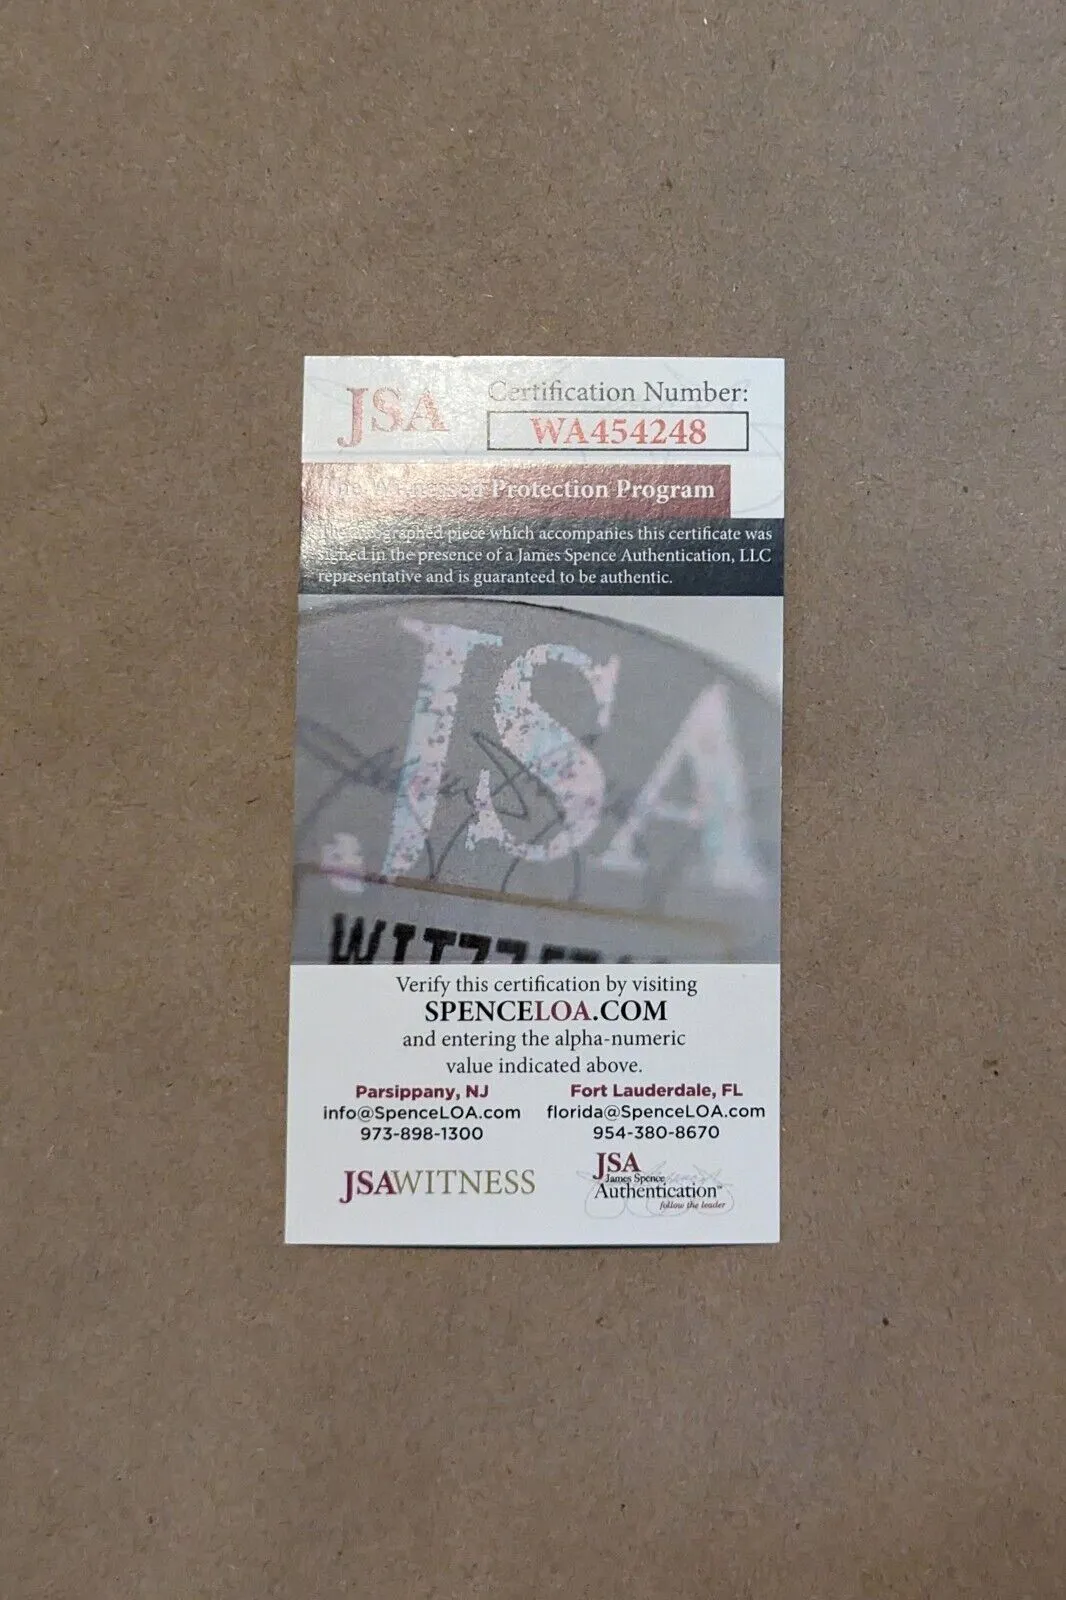 JSA
Certification Number:
WA454248
The Witnessed Protection Program
The autographed piece which accompanies this certificate was
signed in the presence of a James Spence Authentication, LLC
representative and is guaranteed to be authentic.
JSA
Verify this certification by visiting
SPENCELOA.COM
and entering the alpha-numeric
value indicated above.
Parsippany, NJ
info@SpenceLOA.com
973-898-1300
Fort Lauderdale, FL
florida@SpenceLOA.com
954-380-8670
JSAWITNESS
JSA
James Spence
Authentication™
follow the leader